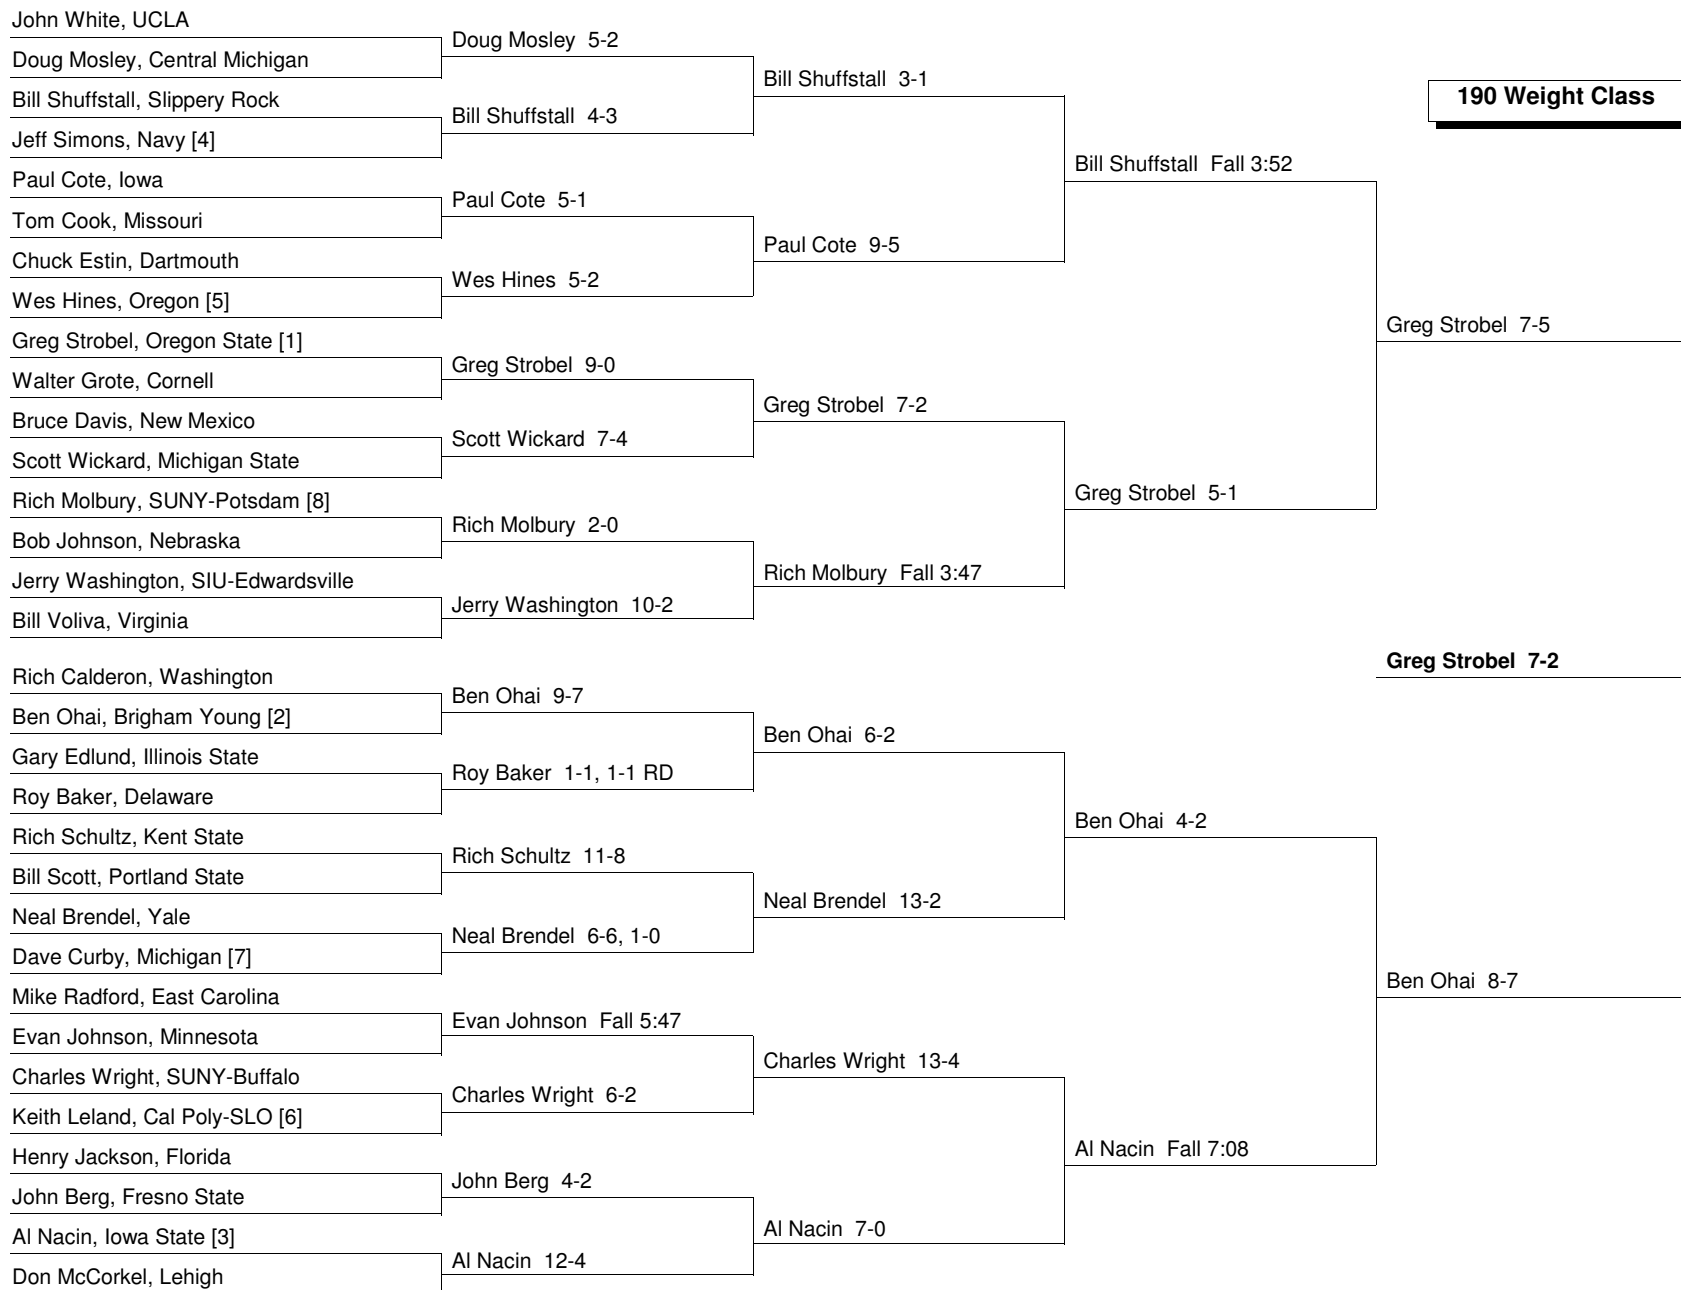 John White, UCLA
Doug Mosley, Central Michigan
Bill Shuffstall, Slippery Rock
Jeff Simons, Navy [4]
Paul Cote, Iowa
Tom Cook, Missouri
Chuck Estin, Dartmouth
Wes Hines, Oregon [5]
Greg Strobel, Oregon State [1]
Walter Grote, Cornell
Bruce Davis, New Mexico
Scott Wickard, Michigan State
Rich Molbury, SUNY-Potsdam [8]
Bob Johnson, Nebraska
Jerry Washington, SIU-Edwardsville
Bill Voliva, Virginia
Rich Calderon, Washington
Ben Ohai, Brigham Young [2]
Gary Edlund, Illinois State
Roy Baker, Delaware
Rich Schultz, Kent State
Bill Scott, Portland State
Neal Brendel, Yale
Dave Curby, Michigan [7]
Mike Radford, East Carolina
Evan Johnson, Minnesota
Charles Wright, SUNY-Buffalo
Keith Leland, Cal Poly-SLO [6]
Henry Jackson, Florida
John Berg, Fresno State
Al Nacin, Iowa State [3]
Don McCorkel, Lehigh
Doug Mosley 5-2
Bill Shuffstall 4-3
Paul Cote 5-1
Wes Hines 5-2
Greg Strobel 9-0
Scott Wickard 7-4
Rich Molbury 2-0
Jerry Washington 10-2
Ben Ohai 9-7
Roy Baker 1-1, 1-1 RD
Rich Schultz 11-8
Neal Brendel 6-6, 1-0
Evan Johnson Fall 5:47
Charles Wright 6-2
John Berg 4-2
Al Nacin 12-4
Bill Shuffstall 3-1
Paul Cote 9-5
Greg Strobel 7-2
Rich Molbury Fall 3:47
Ben Ohai 6-2
Neal Brendel 13-2
Charles Wright 13-4
Al Nacin 7-0
Bill Shuffstall Fall 3:52
Greg Strobel 5-1
Ben Ohai 4-2
Al Nacin Fall 7:08
190 Weight Class
Greg Strobel 7-5
Greg Strobel 7-2
Ben Ohai 8-7